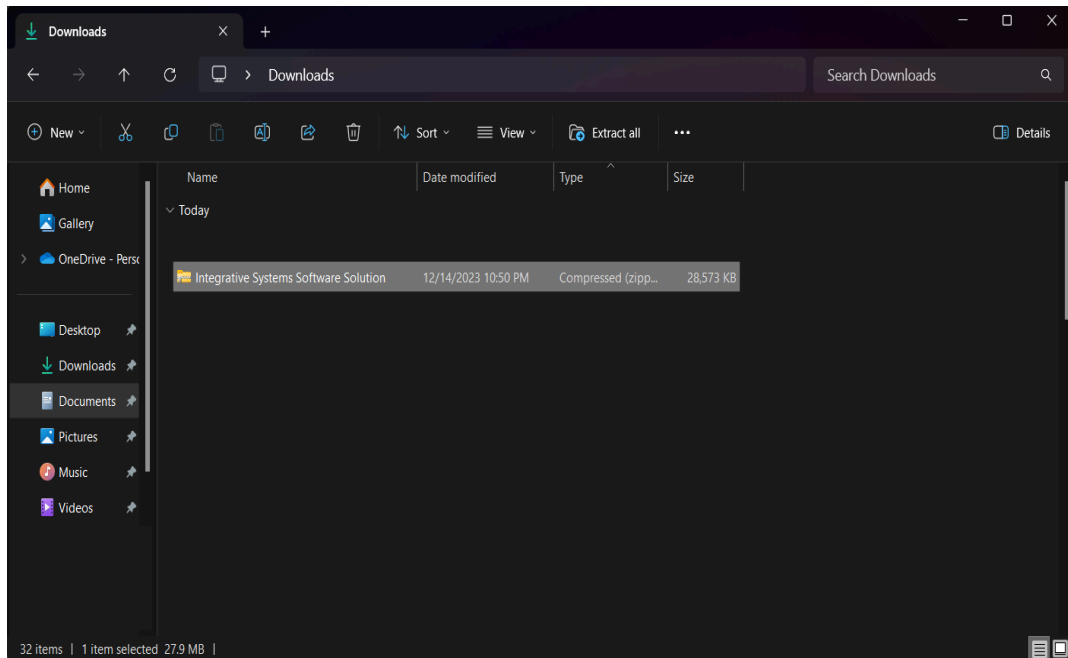 Downloads
Downloads
Search Downloads
New
Sort
View
Extract all
Details
Name Date modified Type Size
Home
Today
Gallery
OneDrive - Perso
Integrative Systems Software Solution 12/14/2023 10:50 PM Compressed (zipp... 28,573 KB
Desktop
Downloads
Documents
Pictures
Music
Videos
32 items | 1 item selected 27.9 MB |